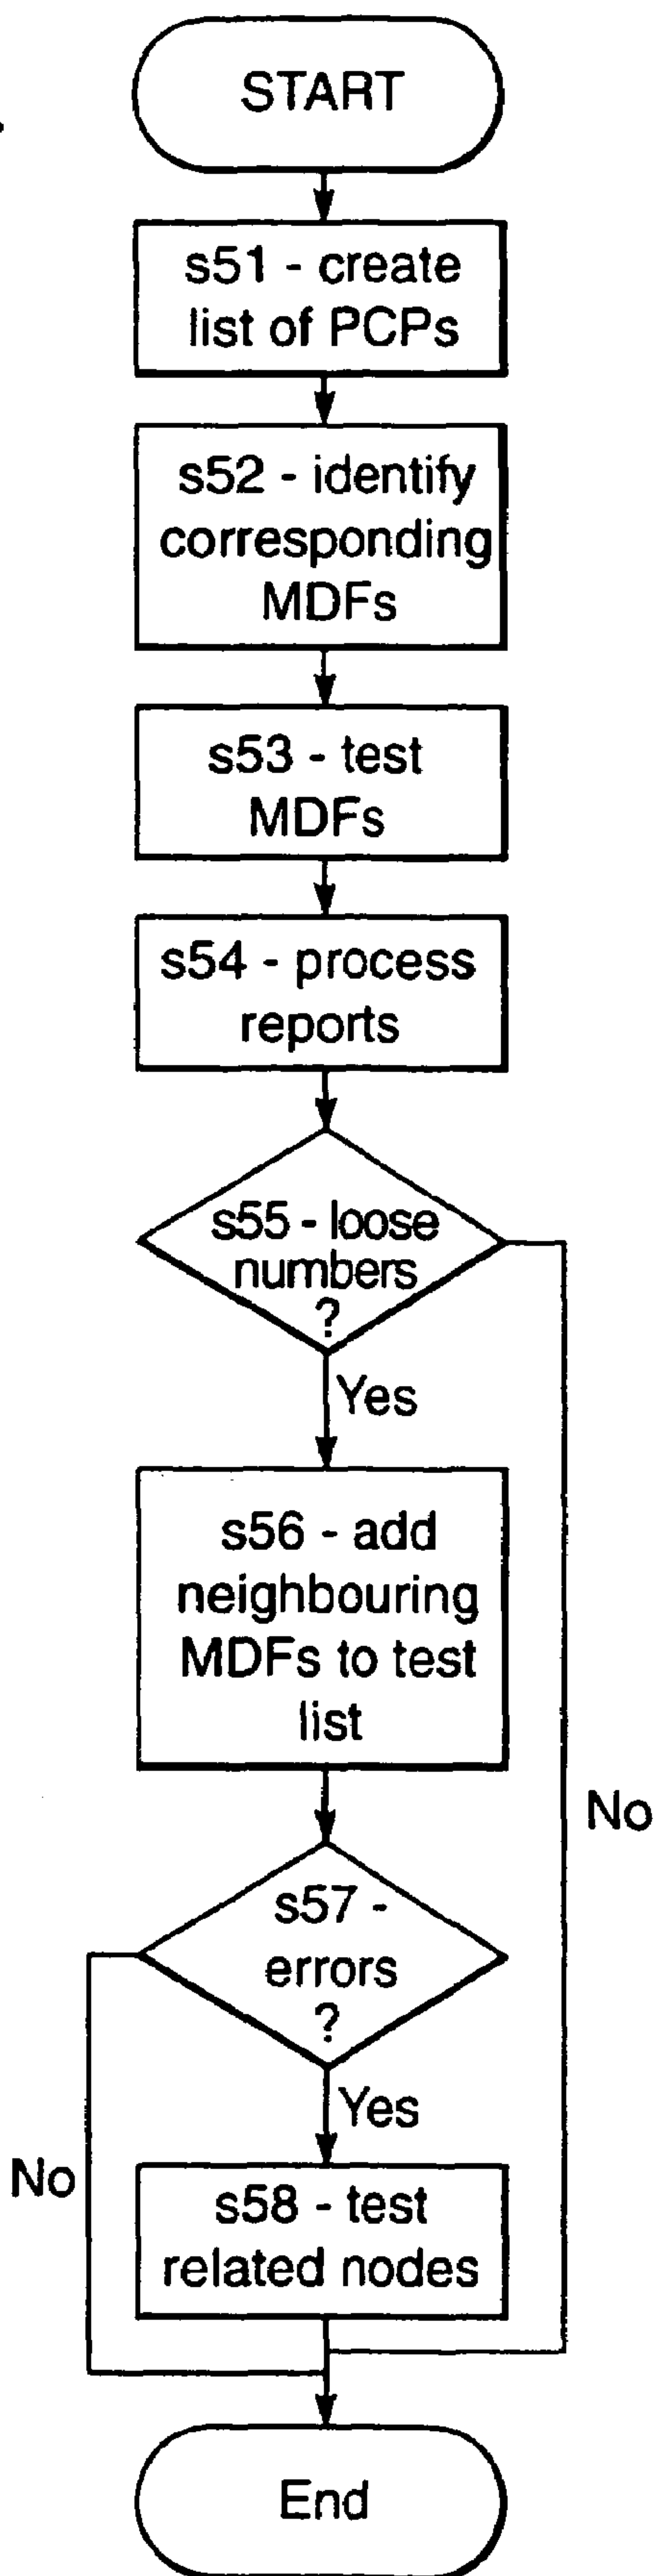 START
s51 - create
list of PCPs
s52 - identify
corresponding
MDFs
s53 - test
MDFs
s54 - process
reports
s55 - loose
numbers
?
Yes
s56 - add
neighbouring
MDFs to test
list
No
s57 -
errors
?
Yes
No
s58 - test
related nodes
End